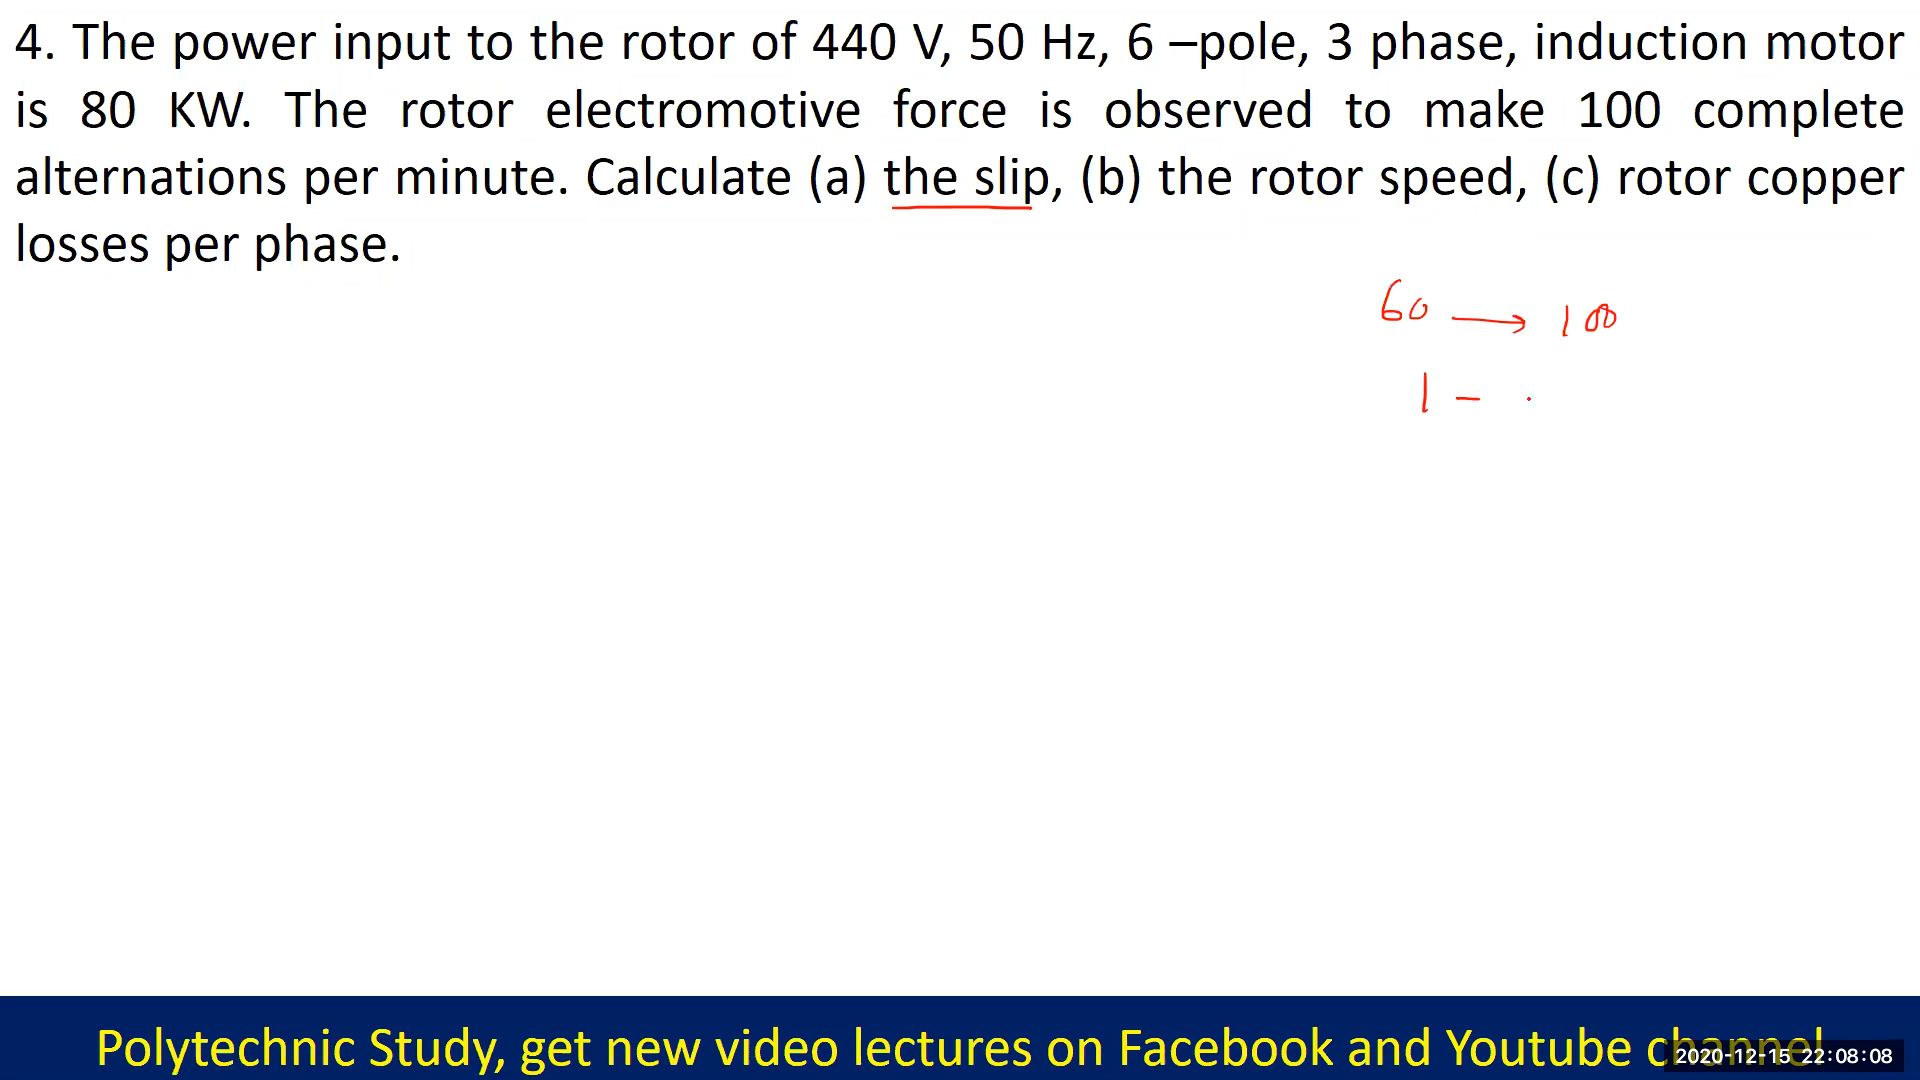 4. The power input to the rotor of 440 V, 50 Hz, 6 –pole, 3 phase, induction motor
is 80 KW. The rotor electromotive force is observed to make 100 complete
alternations per minute. Calculate (a) the slip, (b) the rotor speed, (c) rotor copper
losses per phase.
60 → 100
1 - .
Polytechnic Study, get new video lectures on Facebook and Youtube channel
2020-12-15 22:08:08